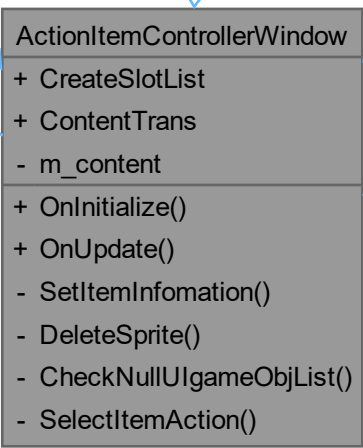 ActionItemControllerWindow
+ CreateSlotList
+ ContentTrans
- m_content
+ OnInitialize()
+ OnUpdate()
- SetItemInfomation()
- DeleteSprite()
- CheckNullUIgameObjList()
- SelectItemAction()